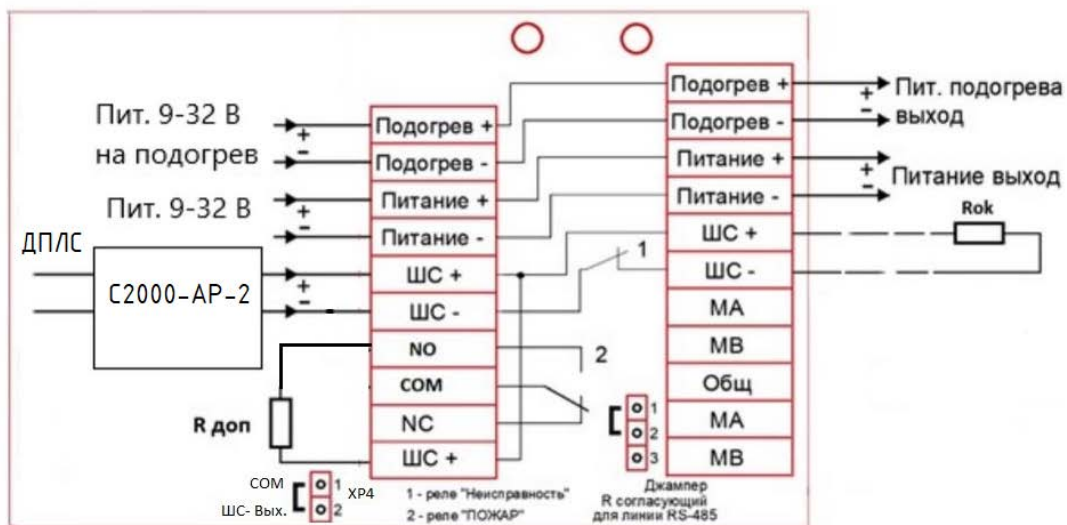 Пит. 9-32 В
на подогрев
Пит. 9-32 В
ДПЛС
С2000-АР-2
R доп
COM
ШС- Вых.
1
2
XP4
Подогрев +
Подогрев -
Питание +
Питание -
ШС +
ШС -
NO
COM
NC
ШС +
1
2
1 - реле "Неисправность"
2 - реле "ПОЖАР"
1
2
3
Джампер
R согласующий
для линии RS-485
Подогрев +
Подогрев -
Питание +
Питание -
ШС +
ШС -
МА
МВ
Общ
МА
МВ
+
-
Пит. подогрева
выход
+
-
Питание выход
Rok
+
-
+
-
+
-